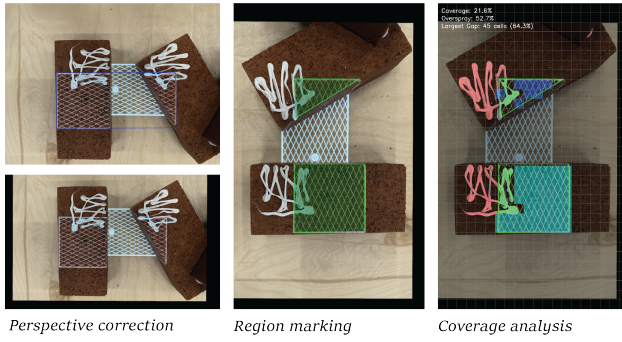 Coverage: 21.6%
Overspray: 52.7%
Largest Gap: 45 cells (64.3%)
Perspective correction
Region marking
Coverage analysis